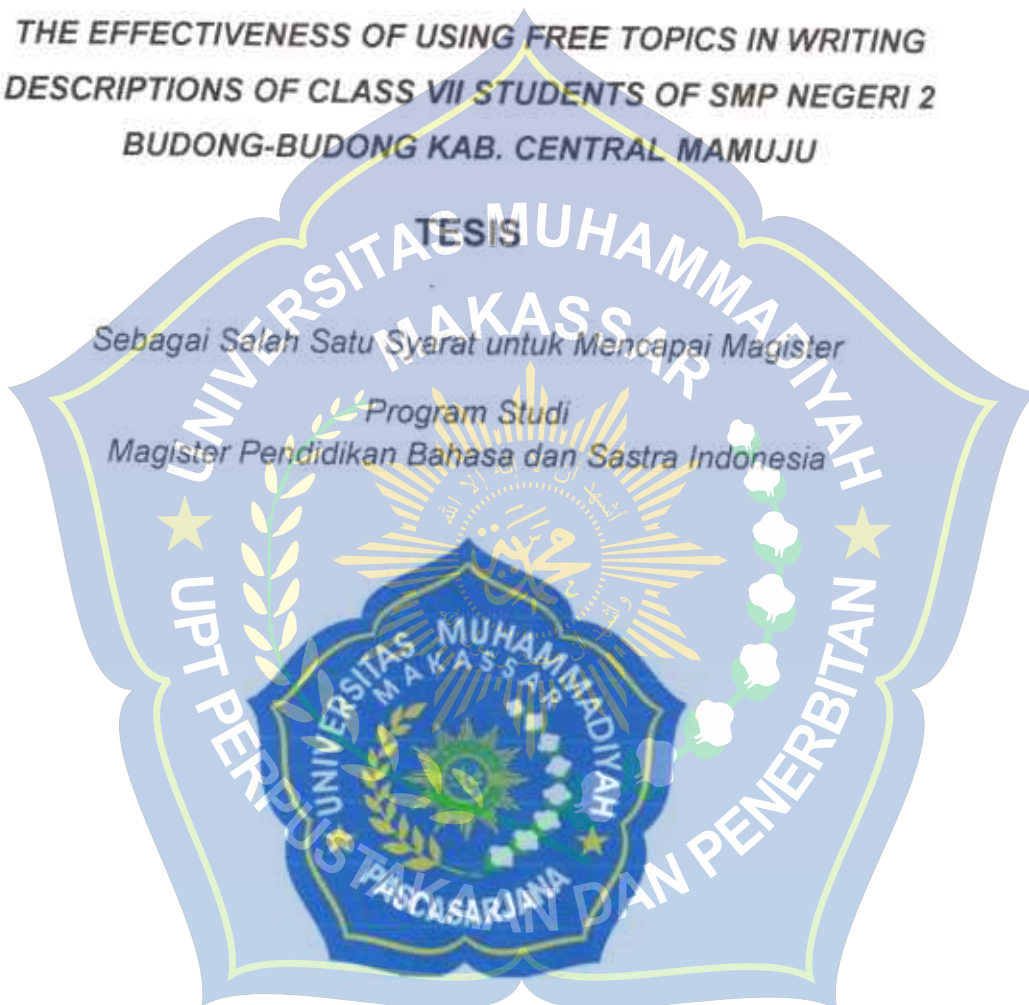 THE EFFECTIVENESS OF USING FREE TOPICS IN WRITING
DESCRIPTIONS OF CLASS VII STUDENTS OF SMP NEGERI 2
BUDONG-BUDONG KAB. CENTRAL MAMUJU
TESIS
Sebagai Salah Satu Syarat untuk Mencapai Magister
Program Studi
Magister Pendidikan Bahasa dan Sastra Indonesia
UNIVERSITAS MUHAMMADIYAH
MAKASSAR
UPT PERPUSTAKAAN DAN PENERBITAN
UNIVERSITAS MUHAMMADIYAH
MAKASSAR
PASCASARJANA